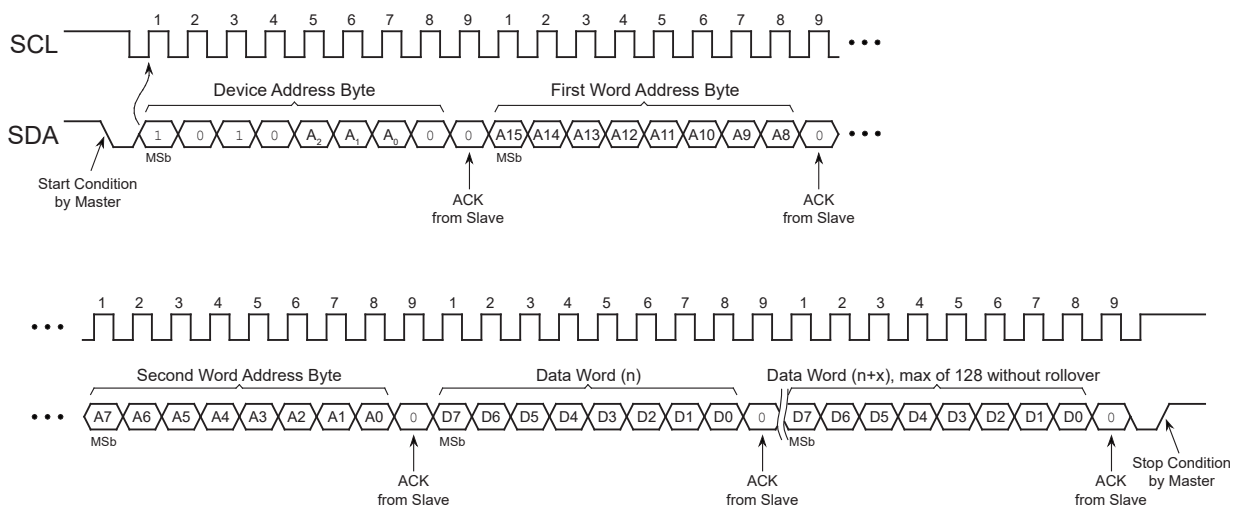 1 2 3 4 5 6 7 8 9 1 2 3 4 5 6 7 8 9
SCL
Device Address Byte First Word Address Byte
SDA 1 0 1 0 A2 A1 A0 0 0 A15 A14 A13 A12 A11 A10 A9 A8 0
MSb MSb
Start Condition
by Master
ACK
from Slave
ACK
from Slave
1 2 3 4 5 6 7 8 9 1 2 3 4 5 6 7 8 9 1 2 3 4 5 6 7 8 9
Second Word Address Byte Data Word (n) Data Word (n+x), max of 128 without rollover
A7 A6 A5 A4 A3 A2 A1 A0 0 D7 D6 D5 D4 D3 D2 D1 D0 0 D7 D6 D5 D4 D3 D2 D1 D0 0
MSb MSb MSb
ACK
from Slave
ACK
from Slave
ACK
from Slave
Stop Condition
by Master